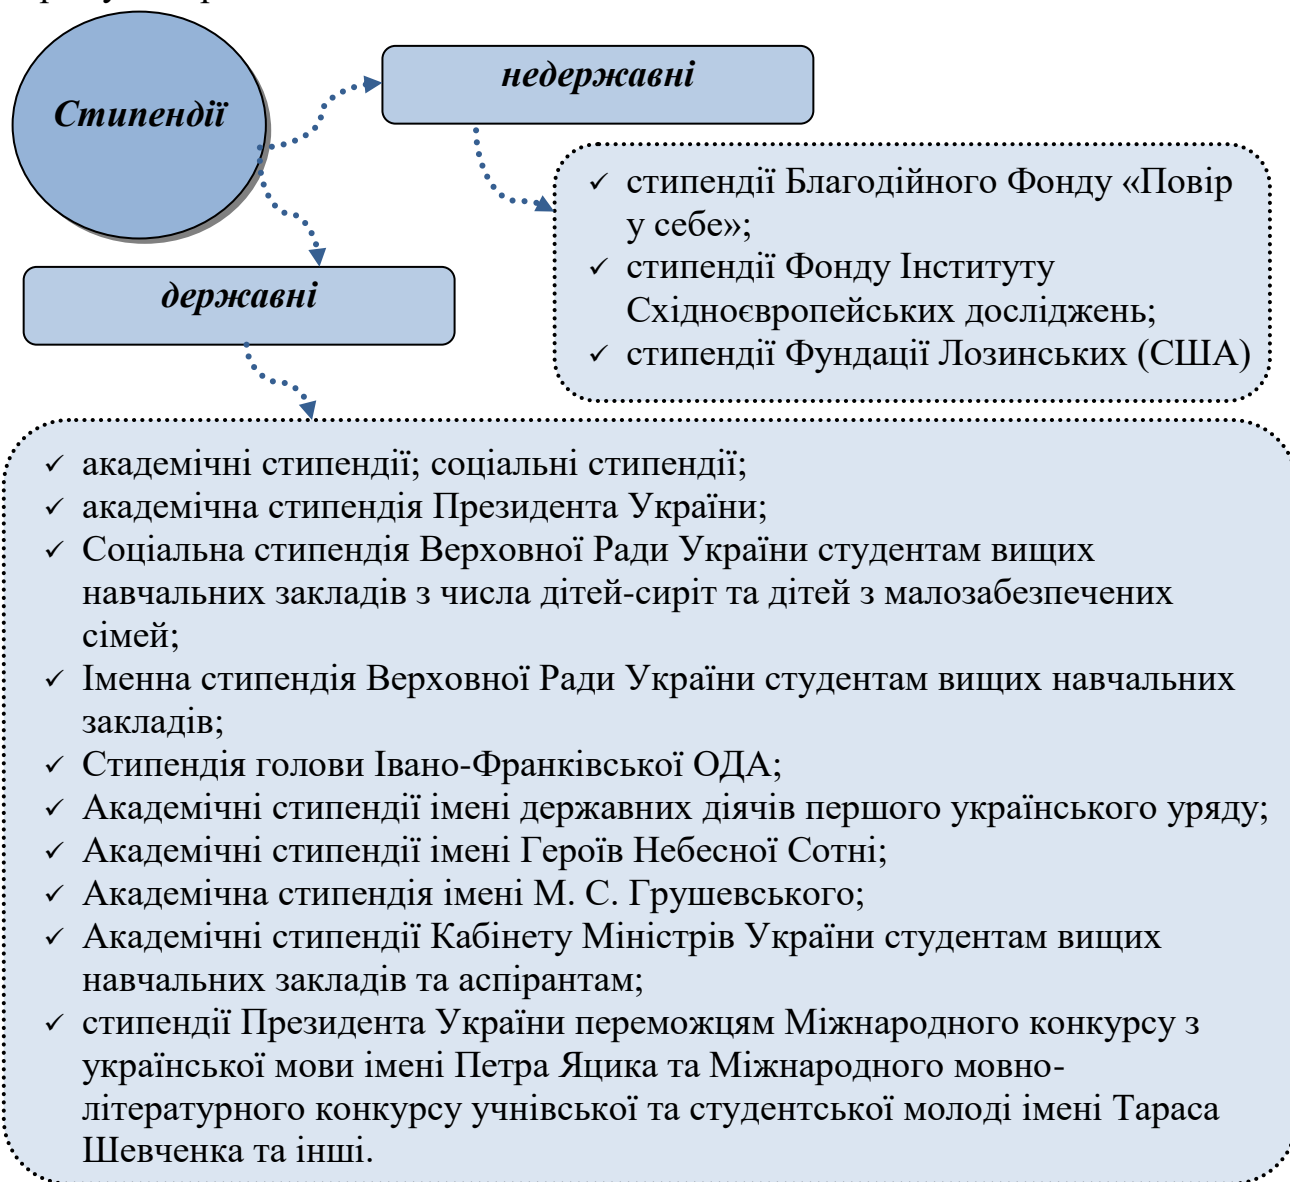 Стипендії
недержавні
✓ стипендії Благодійного Фонду «Повір
у себе»;
✓ стипендії Фонду Інституту
Східноєвропейських досліджень;
✓ стипендії Фундації Лозинських (США)
державні
✓ академічні стипендії; соціальні стипендії;
✓ академічна стипендія Президента України;
✓ Соціальна стипендія Верховної Ради України студентам вищих
навчальних закладів з числа дітей-сиріт та дітей з малозабезпечених
сімей;
✓ Іменна стипендія Верховної Ради України студентам вищих навчальних
закладів;
✓ Стипендія голови Івано-Франківської ОДА;
✓ Академічні стипендії імені державних діячів першого українського уряду;
✓ Академічні стипендії імені Героїв Небесної Сотні;
✓ Академічна стипендія імені М. С. Грушевського;
✓ Академічні стипендії Кабінету Міністрів України студентам вищих
навчальних закладів та аспірантам;
✓ стипендії Президента України переможцям Міжнародного конкурсу з
української мови імені Петра Яцика та Міжнародного мовно-
літературного конкурсу учнівської та студентської молоді імені Тараса
Шевченка та інші.